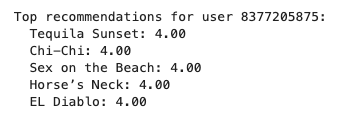 Top recommendations for user 8377205875:
Tequila Sunset: 4.00
Chi-Chi: 4.00
Sex on the Beach: 4.00
Horse’s Neck: 4.00
EL Diablo: 4.00